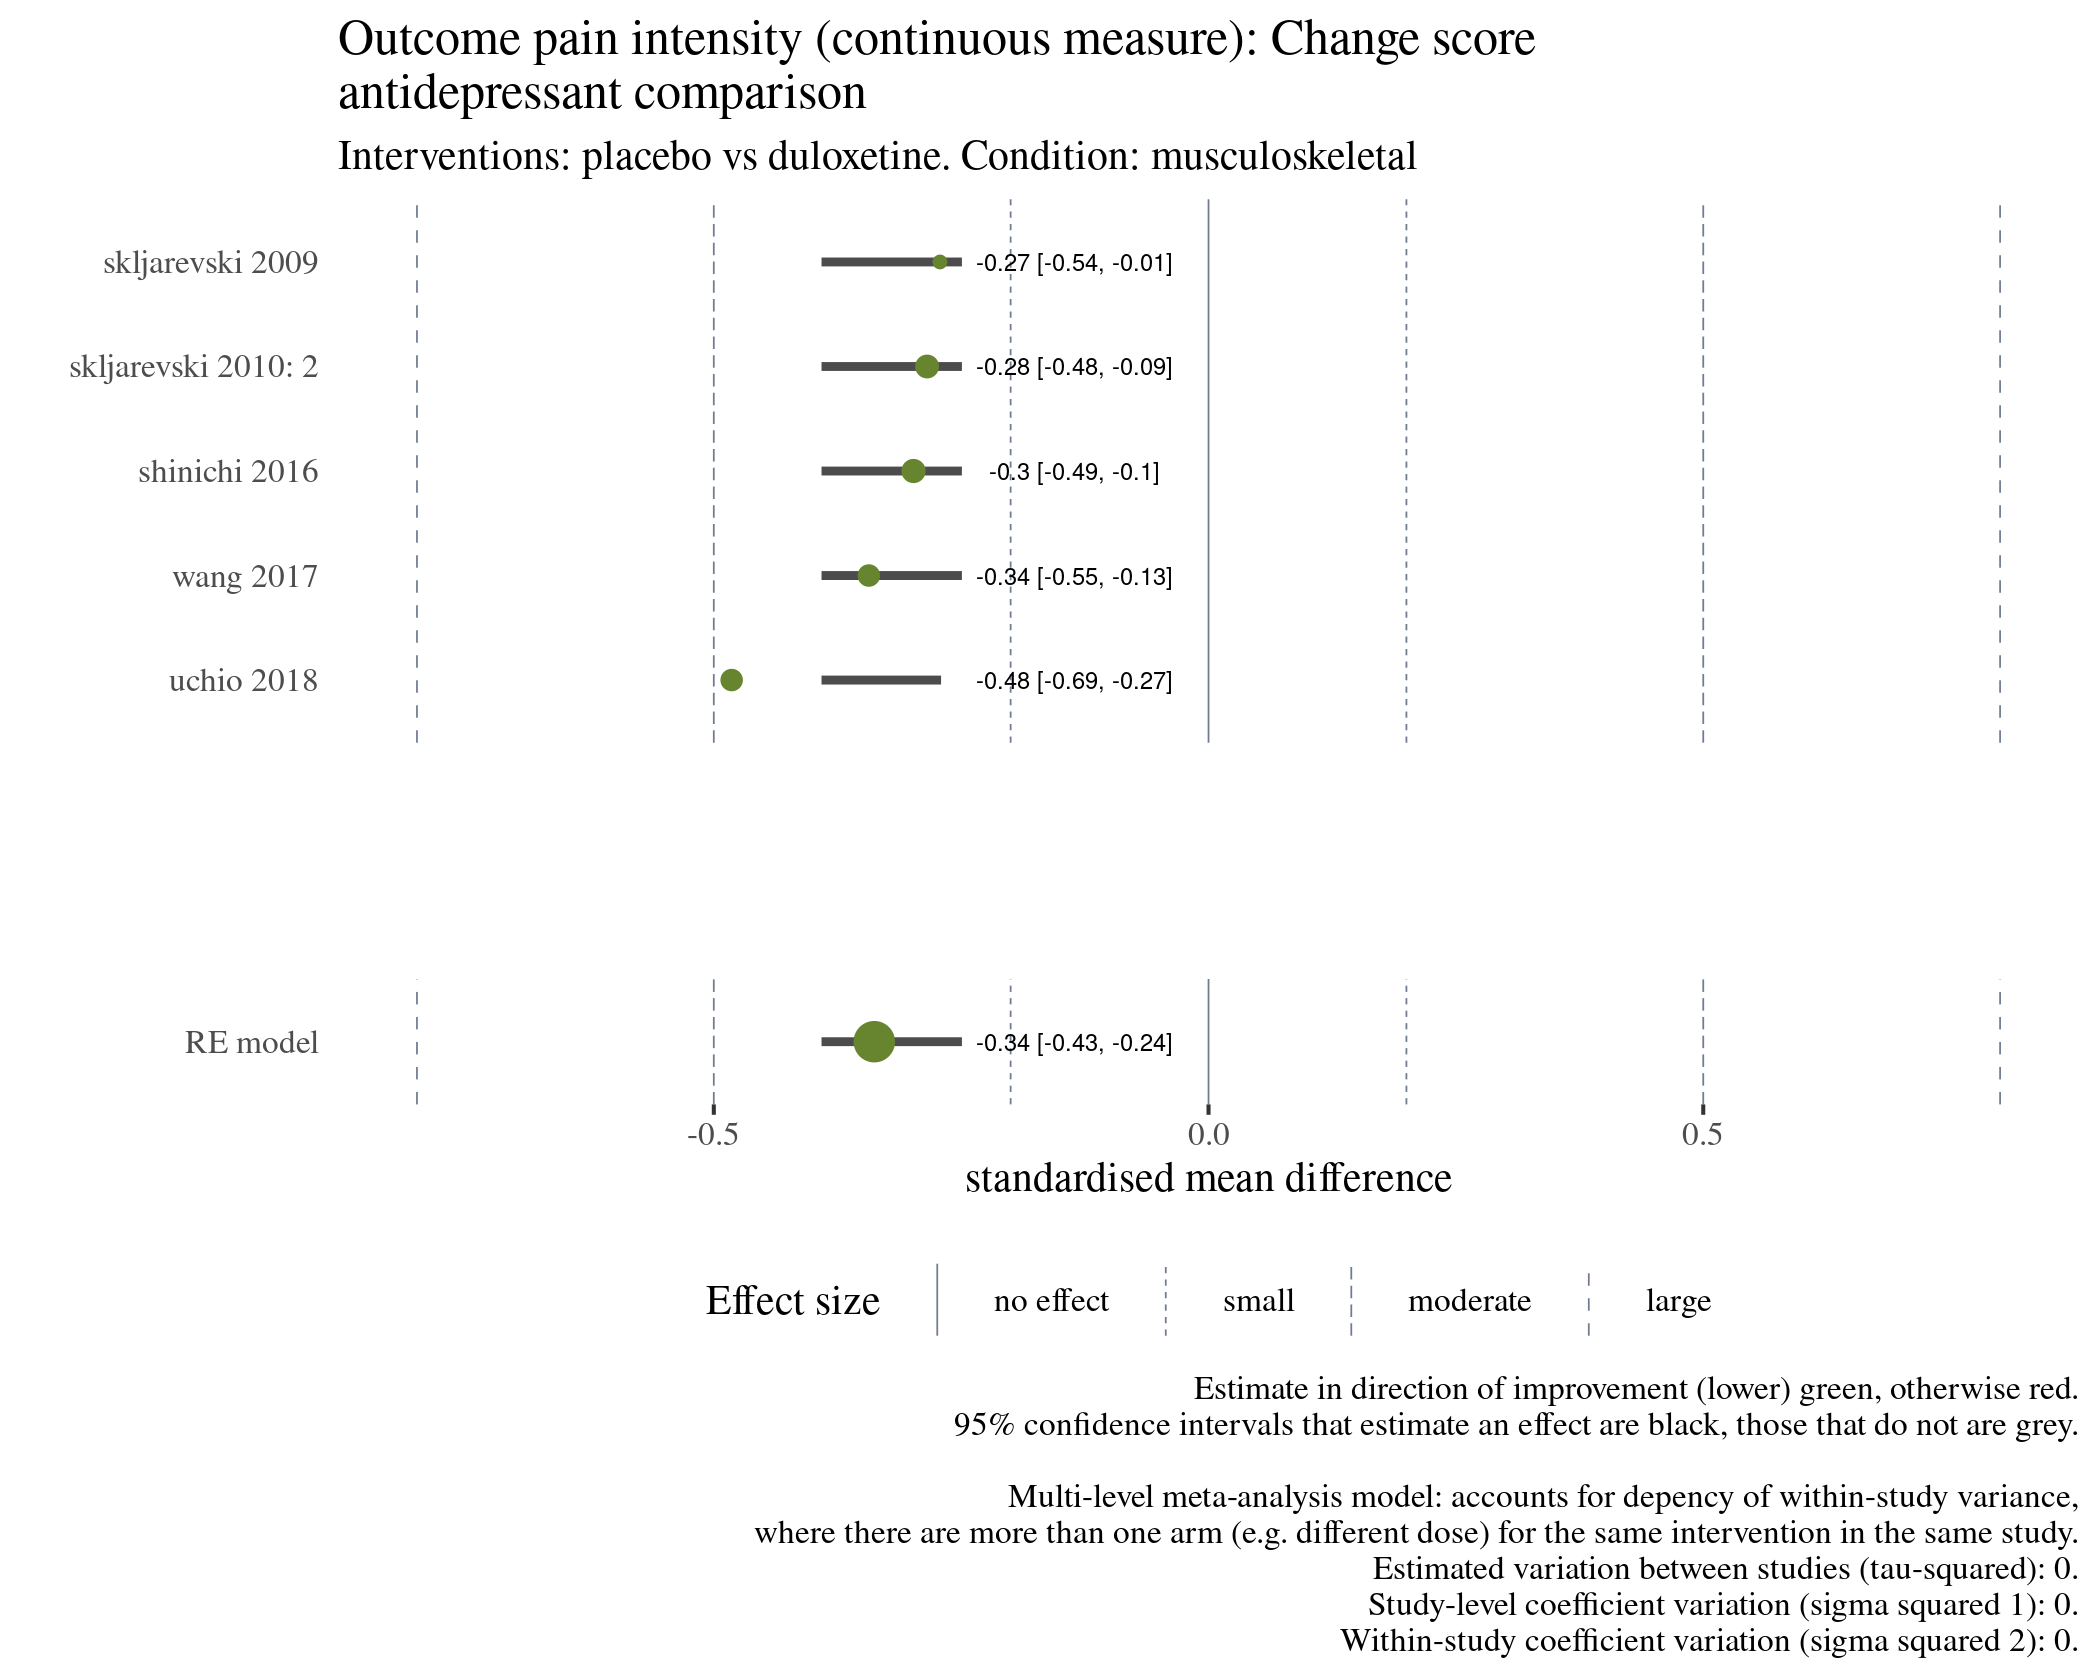 Outcome pain intensity (continuous measure): Change score
antidepressant comparison
Interventions: placebo vs duloxetine. Condition: musculoskeletal
skljarevski 2009 -0.27 [-0.54, -0.01]
skljarevski 2010: 2 -0.28 [-0.48, -0.09]
shinichi 2016 -0.3 [-0.49, -0.1]
wang 2017 -0.34 [-0.55, -0.13]
uchio 2018 -0.48 [-0.69, -0.27]
RE model -0.34 [-0.43, -0.24]
-0.5 0.0 0.5
standardised mean difference
Effect size no effect small moderate large
Estimate in direction of improvement (lower) green, otherwise red.
95% confidence intervals that estimate an effect are black, those that do not are grey.
Multi-level meta-analysis model: accounts for depency of within-study variance,
where there are more than one arm (e.g. different dose) for the same intervention in the same study.
Estimated variation between studies (tau-squared): 0.
Study-level coefficient variation (sigma squared 1): 0.
Within-study coefficient variation (sigma squared 2): 0.